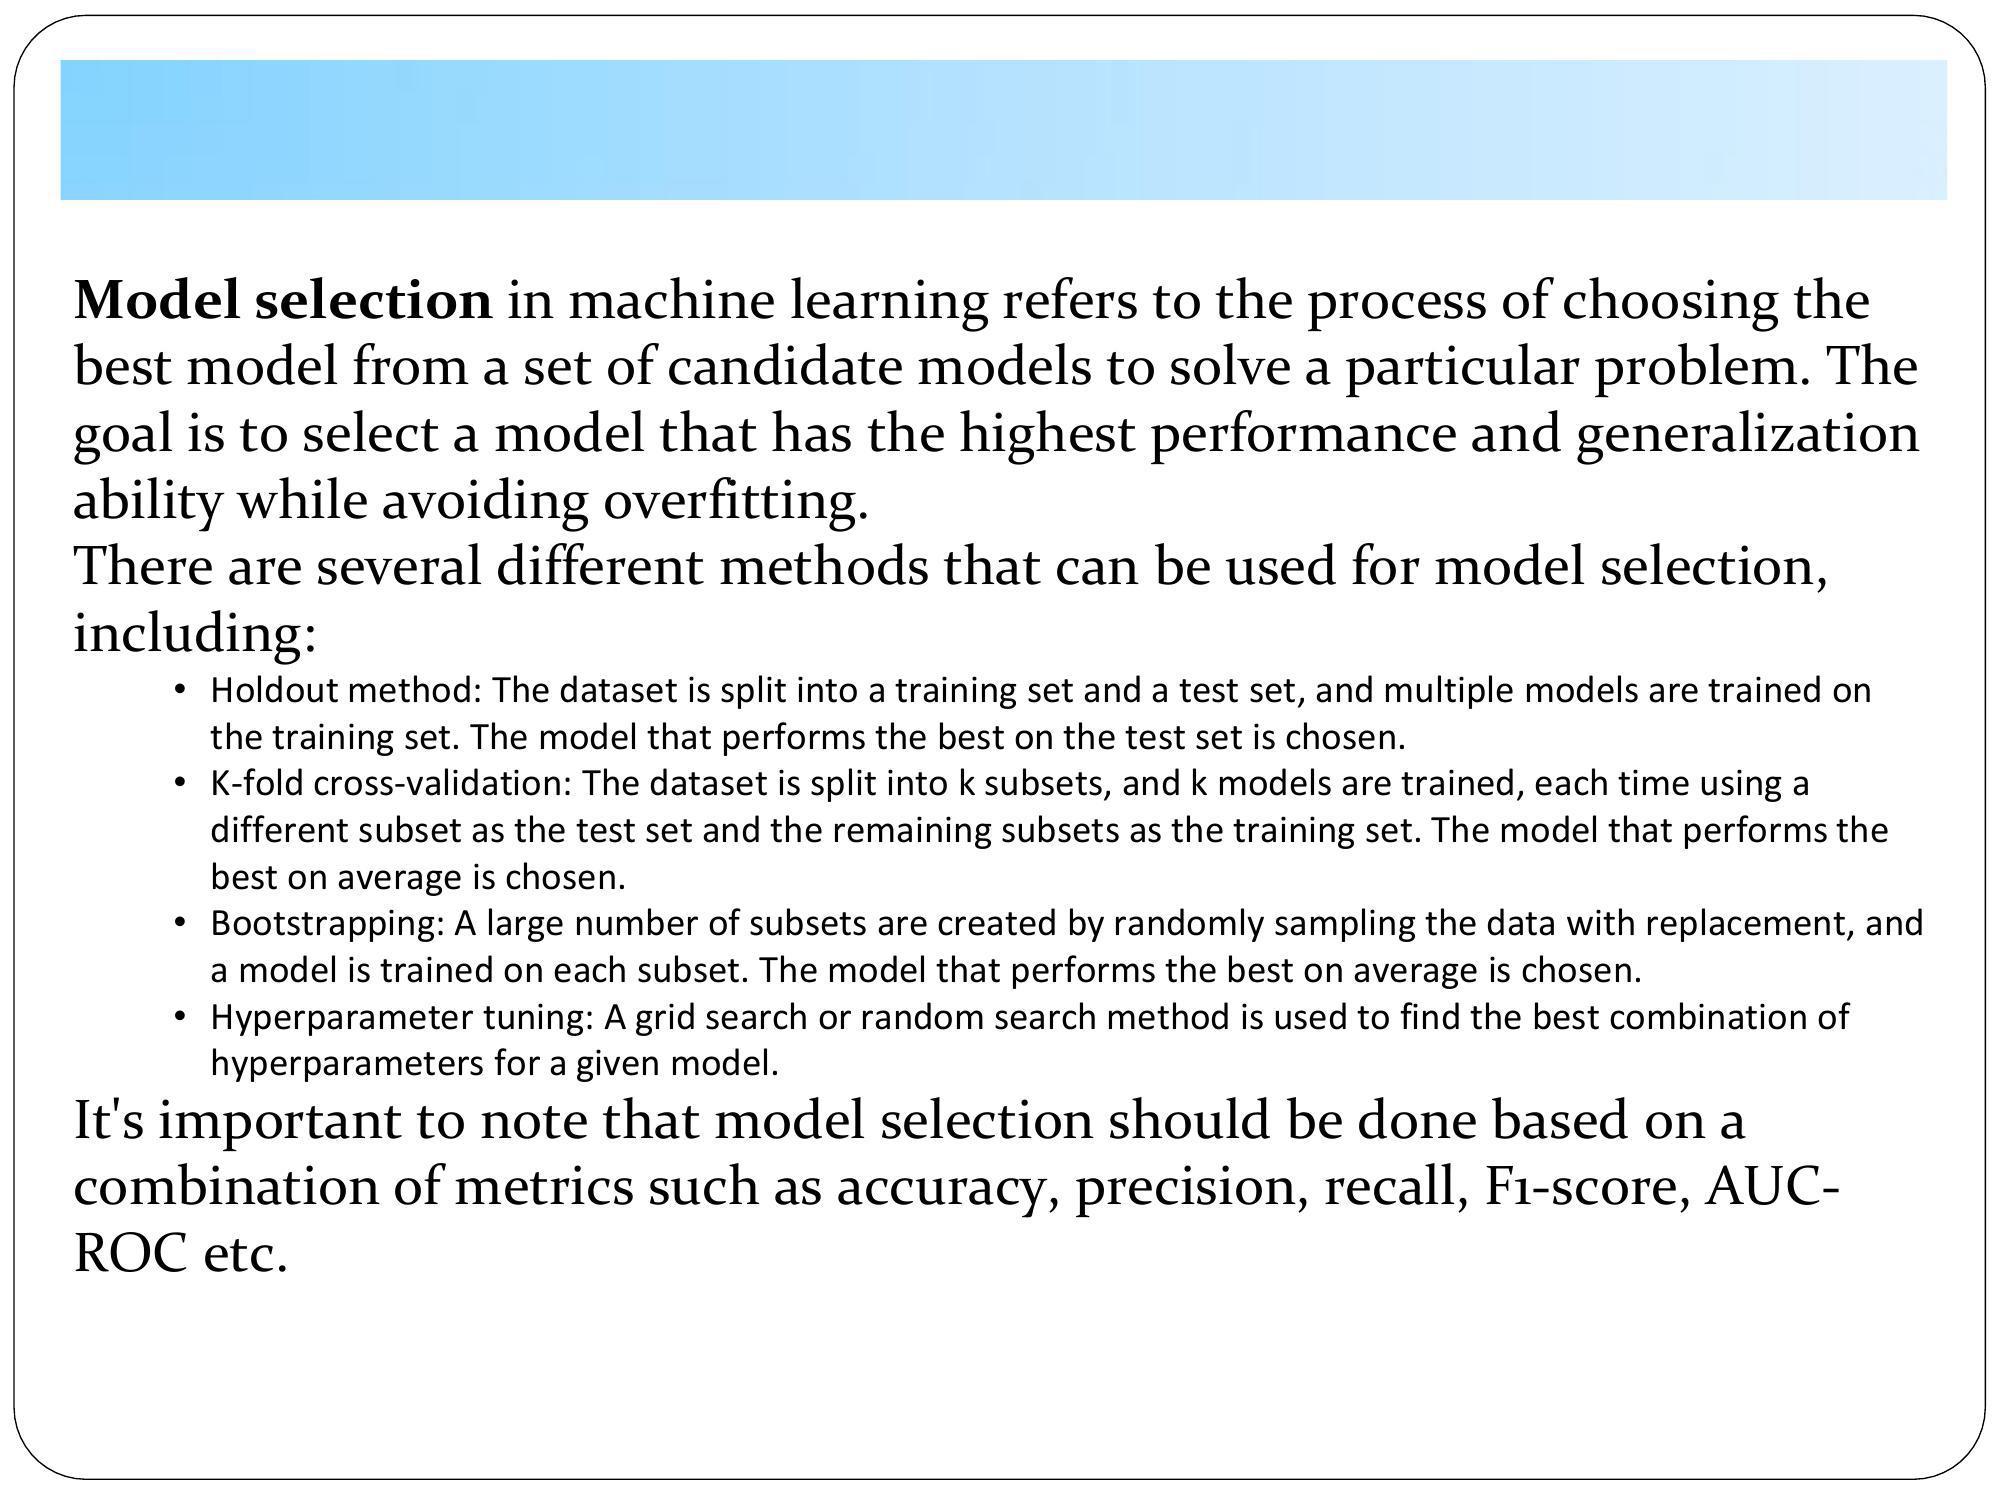 Model selection in machine learning refers to the process of choosing the
best model from a set of candidate models to solve a particular problem. The
goal is to select a model that has the highest performance and generalization
ability while avoiding overfitting.
There are several different methods that can be used for model selection,
including:
• Holdout method: The dataset is split into a training set and a test set, and multiple models are trained on
the training set. The model that performs the best on the test set is chosen.
• K-fold cross-validation: The dataset is split into k subsets, and k models are trained, each time using a
different subset as the test set and the remaining subsets as the training set. The model that performs the
best on average is chosen.
• Bootstrapping: A large number of subsets are created by randomly sampling the data with replacement, and
a model is trained on each subset. The model that performs the best on average is chosen.
• Hyperparameter tuning: A grid search or random search method is used to find the best combination of
hyperparameters for a given model.
It's important to note that model selection should be done based on a
combination of metrics such as accuracy, precision, recall, F1-score, AUC-
ROC etc.